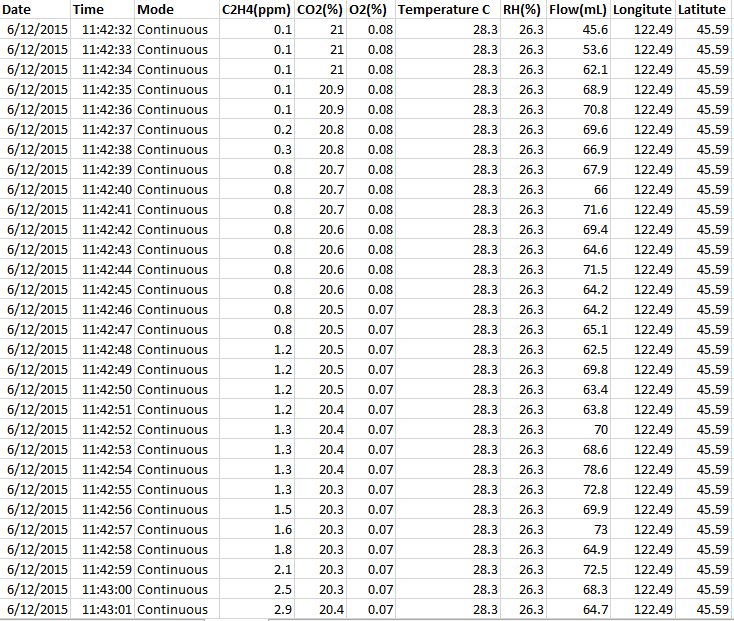 Date Time Mode C2H4(ppm) CO2(%) O2(%) Temperature C RH(%) Flow(mL) Longitute Latitute
6/12/2015 11:42:32 Continuous 0.1 21 0.08 28.3 26.3 45.6 122.49 45.59
6/12/2015 11:42:33 Continuous 0.1 21 0.08 28.3 26.3 53.6 122.49 45.59
6/12/2015 11:42:34 Continuous 0.1 21 0.08 28.3 26.3 62.1 122.49 45.59
6/12/2015 11:42:35 Continuous 0.1 20.9 0.08 28.3 26.3 68.9 122.49 45.59
6/12/2015 11:42:36 Continuous 0.1 20.9 0.08 28.3 26.3 70.8 122.49 45.59
6/12/2015 11:42:37 Continuous 0.2 20.8 0.08 28.3 26.3 69.6 122.49 45.59
6/12/2015 11:42:38 Continuous 0.3 20.8 0.08 28.3 26.3 66.9 122.49 45.59
6/12/2015 11:42:39 Continuous 0.8 20.7 0.08 28.3 26.3 67.9 122.49 45.59
6/12/2015 11:42:40 Continuous 0.8 20.7 0.08 28.3 26.3 66 122.49 45.59
6/12/2015 11:42:41 Continuous 0.8 20.7 0.08 28.3 26.3 71.6 122.49 45.59
6/12/2015 11:42:42 Continuous 0.8 20.6 0.08 28.3 26.3 69.4 122.49 45.59
6/12/2015 11:42:43 Continuous 0.8 20.6 0.08 28.3 26.3 64.6 122.49 45.59
6/12/2015 11:42:44 Continuous 0.8 20.6 0.08 28.3 26.3 71.5 122.49 45.59
6/12/2015 11:42:45 Continuous 0.8 20.6 0.08 28.3 26.3 64.2 122.49 45.59
6/12/2015 11:42:46 Continuous 0.8 20.5 0.07 28.3 26.3 64.2 122.49 45.59
6/12/2015 11:42:47 Continuous 0.8 20.5 0.07 28.3 26.3 65.1 122.49 45.59
6/12/2015 11:42:48 Continuous 1.2 20.5 0.07 28.3 26.3 62.5 122.49 45.59
6/12/2015 11:42:49 Continuous 1.2 20.5 0.07 28.3 26.3 69.8 122.49 45.59
6/12/2015 11:42:50 Continuous 1.2 20.5 0.07 28.3 26.3 63.4 122.49 45.59
6/12/2015 11:42:51 Continuous 1.2 20.4 0.07 28.3 26.3 63.8 122.49 45.59
6/12/2015 11:42:52 Continuous 1.3 20.4 0.07 28.3 26.3 70 122.49 45.59
6/12/2015 11:42:53 Continuous 1.3 20.4 0.07 28.3 26.3 68.6 122.49 45.59
6/12/2015 11:42:54 Continuous 1.3 20.4 0.07 28.3 26.3 78.6 122.49 45.59
6/12/2015 11:42:55 Continuous 1.3 20.3 0.07 28.3 26.3 72.8 122.49 45.59
6/12/2015 11:42:56 Continuous 1.5 20.3 0.07 28.3 26.3 69.9 122.49 45.59
6/12/2015 11:42:57 Continuous 1.6 20.3 0.07 28.3 26.3 73 122.49 45.59
6/12/2015 11:42:58 Continuous 1.8 20.3 0.07 28.3 26.3 64.9 122.49 45.59
6/12/2015 11:42:59 Continuous 2.1 20.3 0.07 28.3 26.3 72.5 122.49 45.59
6/12/2015 11:43:00 Continuous 2.5 20.3 0.07 28.3 26.3 68.3 122.49 45.59
6/12/2015 11:43:01 Continuous 2.9 20.4 0.07 28.3 26.3 64.7 122.49 45.59